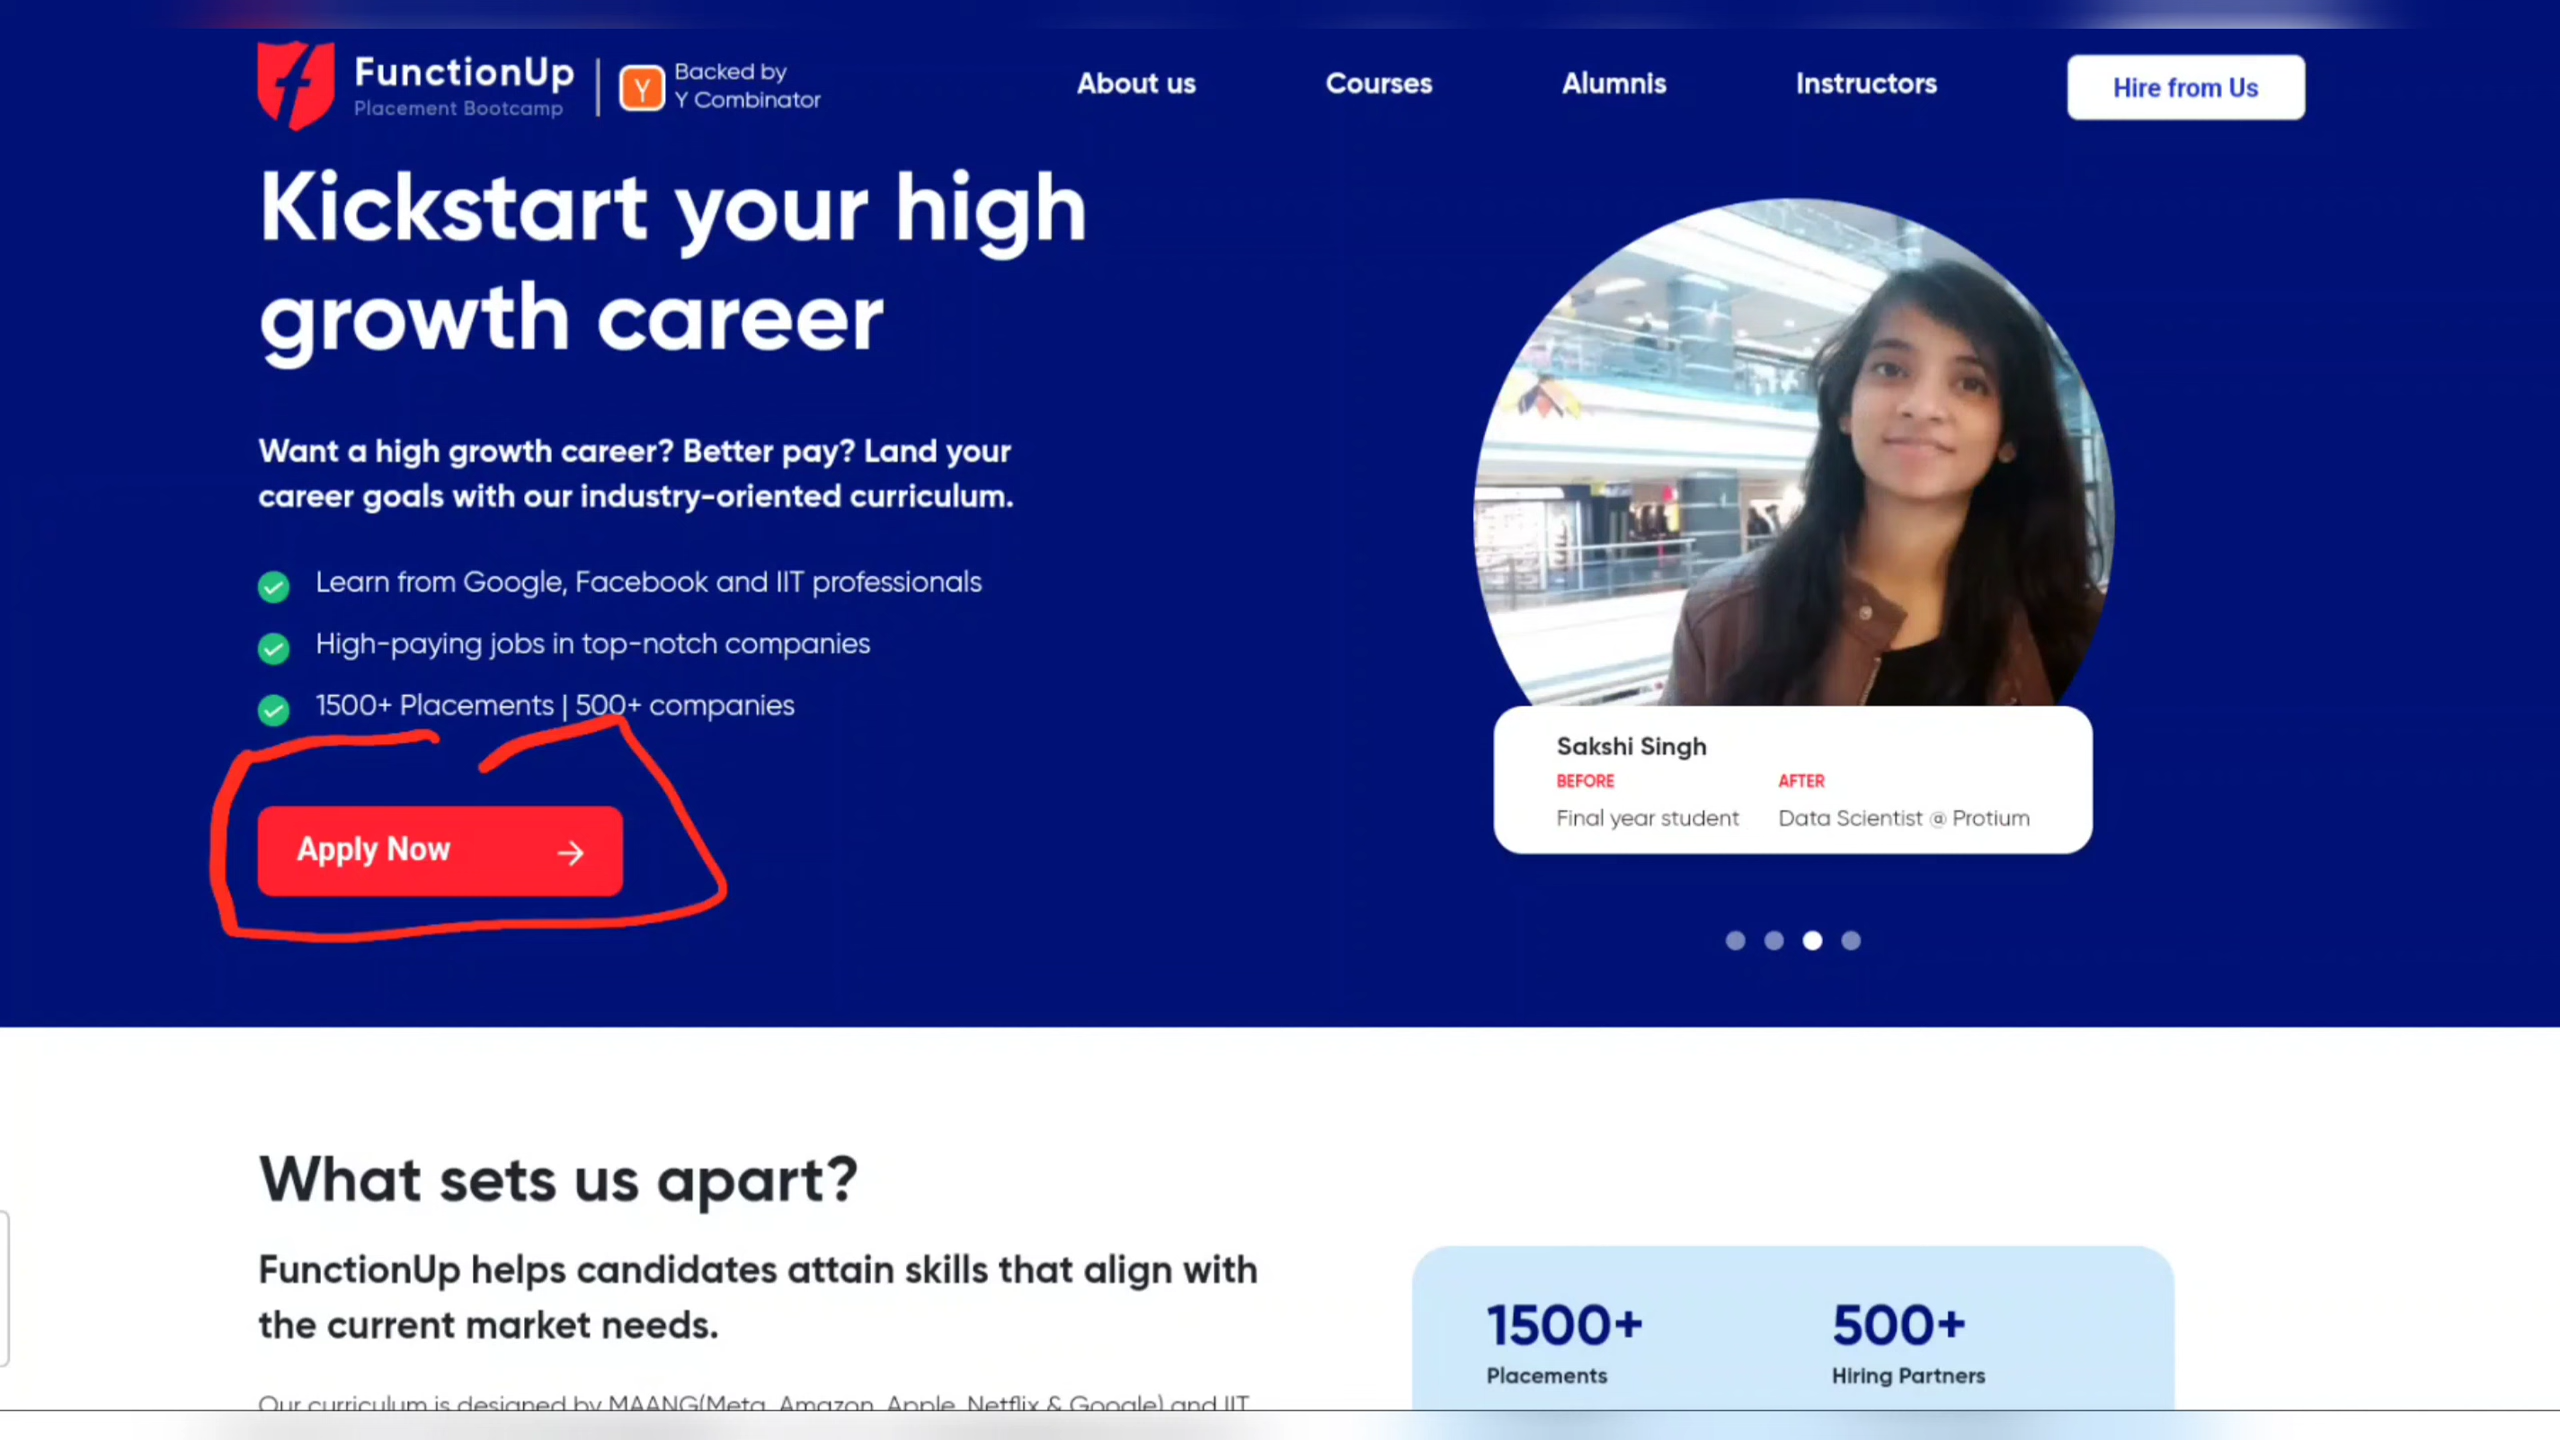 FunctionUp
Placement Bootcamp
Backed by
Y Combinator
Y
About us
Courses
Alumnis
Instructors
Hire from Us
Kickstart your high
growth career
Want a high growth career? Better pay? Land your
career goals with our industry-oriented curriculum.
Learn from Google, Facebook and IIT professionals
High-paying jobs in top-notch companies
1500+ Placements | 500+ companies
Apply Now
Sakshi Singh
BEFORE
AFTER
Final year student
Data Scientist @ Protium
What sets us apart?
FunctionUp helps candidates attain skills that align with
the current market needs.
Our curriculum is designed by MAANG(Meta, Amazon, Apple, Netflix & Google) and IIT
1500+
Placements
500+
Hiring Partners